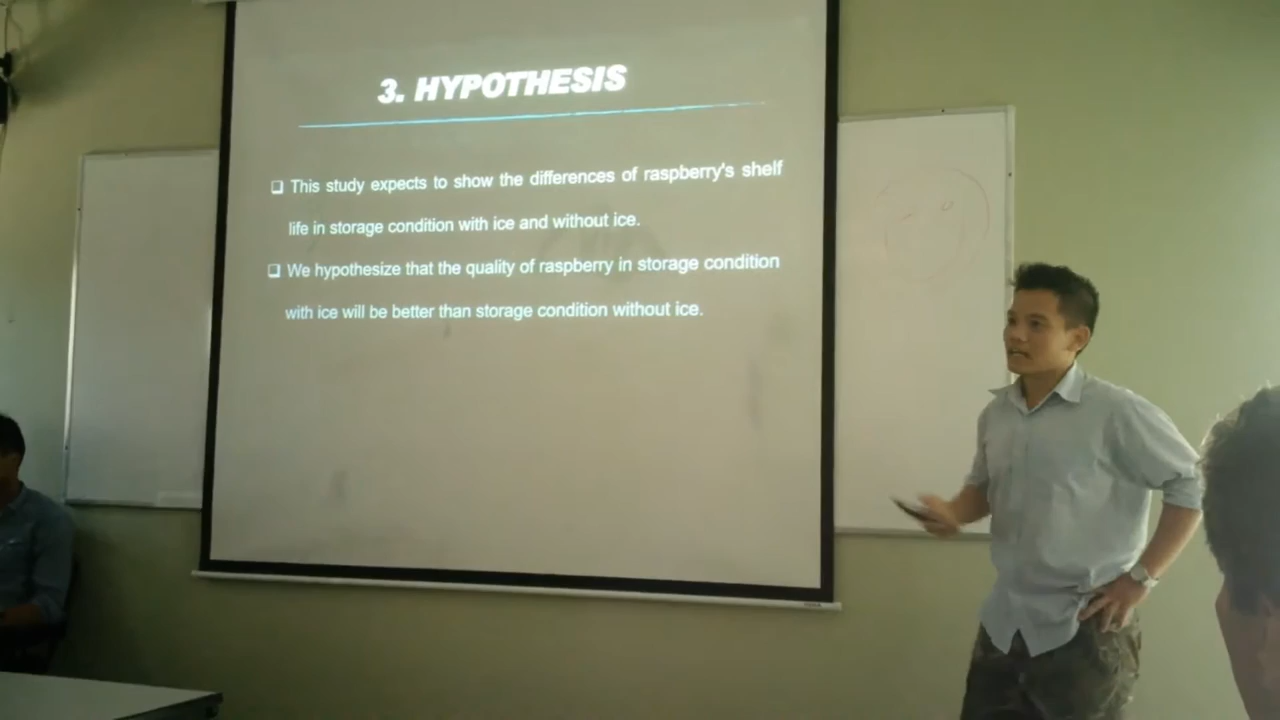 3. HYPOTHESIS
❑ This study expects to show the differences of raspberry's shelf
life in storage condition with ice and without ice.
❑ We hypothesize that the quality of raspberry in storage condition
with ice will be better than storage condition without ice.